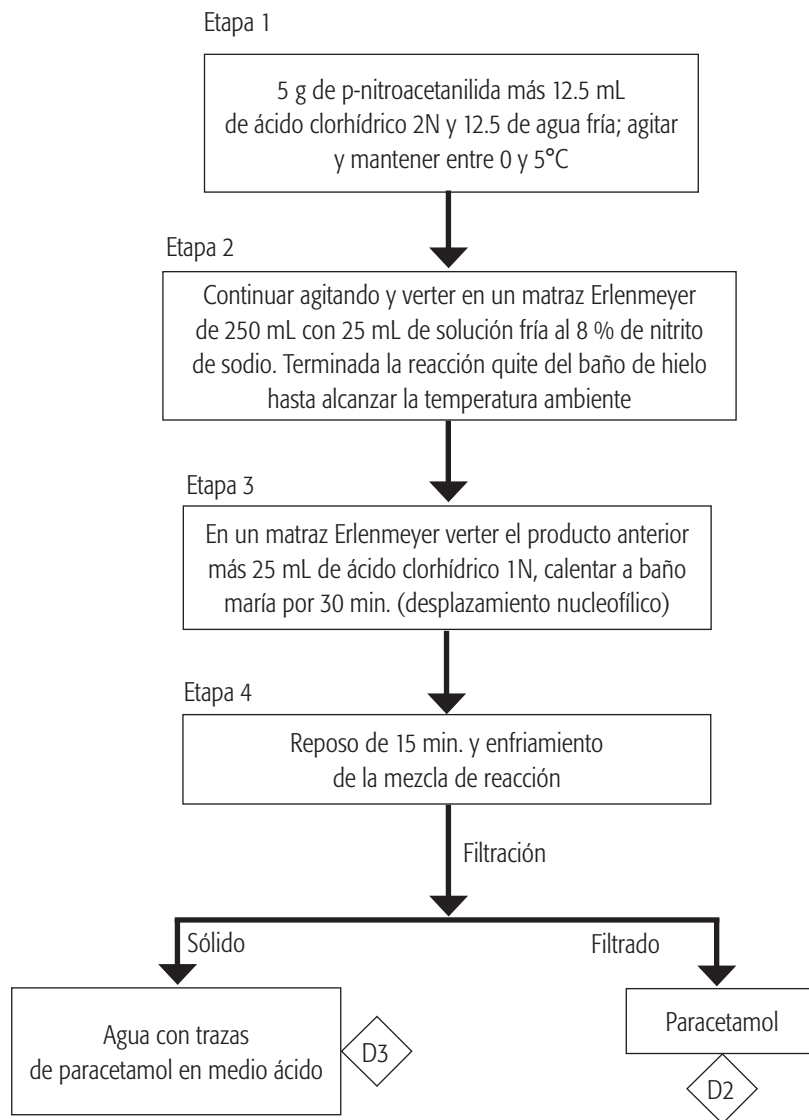 Etapa 1
5 g de p-nitroacetanilida más 12.5 mL
de ácido clorhídrico 2N y 12.5 de agua fría; agitar
y mantener entre 0 y 5°C
Etapa 2
Continuar agitando y verter en un matraz Erlenmeyer
de 250 mL con 25 mL de solución fría al 8 % de nitrito
de sodio. Terminada la reacción quite del baño de hielo
hasta alcanzar la temperatura ambiente
Etapa 3
En un matraz Erlenmeyer verter el producto anterior
más 25 mL de ácido clorhídrico 1N, calentar a baño
maría por 30 min. (desplazamiento nucleofílico)
Etapa 4
Reposo de 15 min. y enfriamiento
de la mezcla de reacción
Filtración
Sólido
Filtrado
Agua con trazas
de paracetamol en medio ácido
D3
Paracetamol
D2